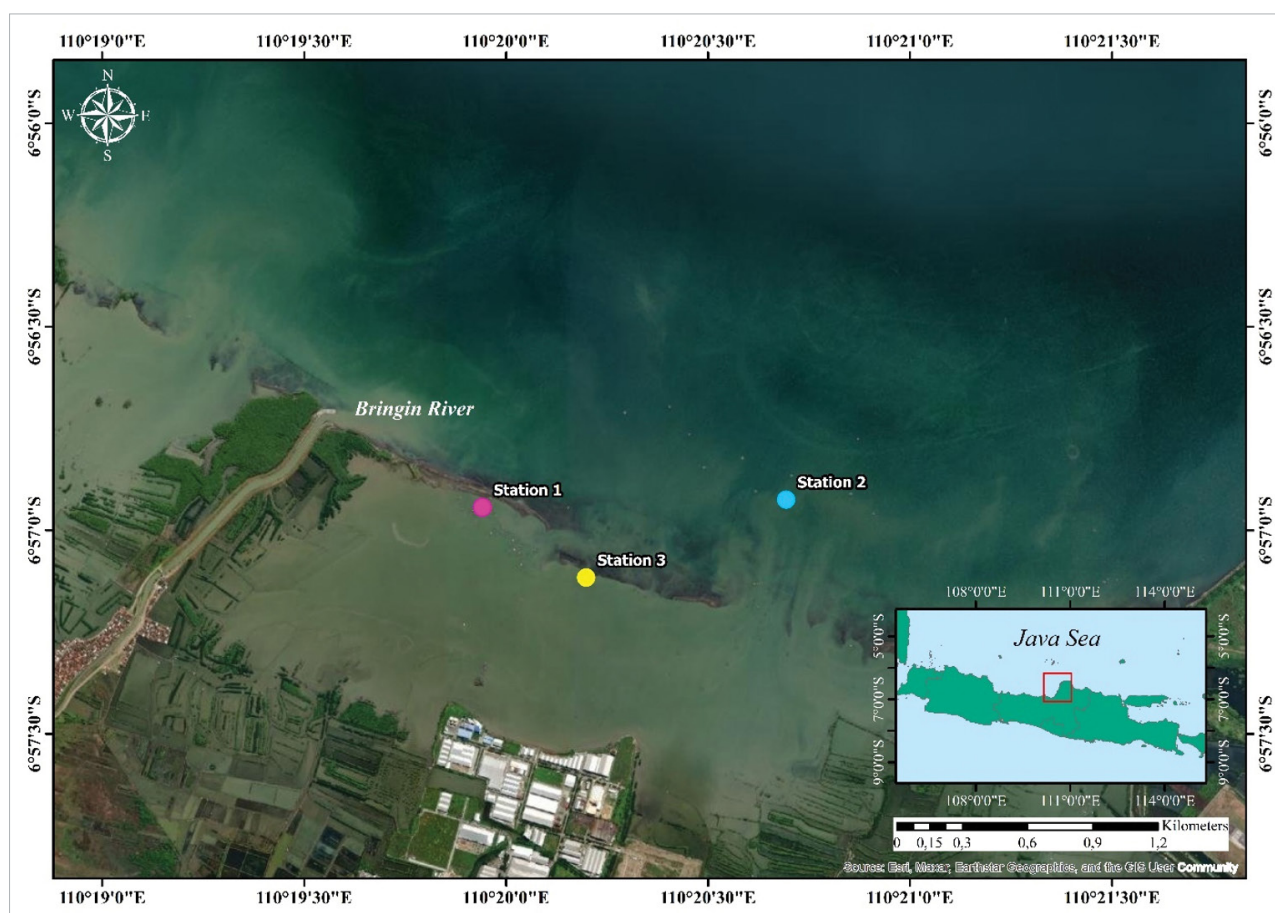 110°19'0"E 110°19'30"E 110°20'0"E 110°20'30"E 110°21'0"E 110°21'30"E
N
W E
S
6°56'0"S 6°56'0"S
6°56'30"S 6°56'30"S
Bringin River
Station 1
Station 2
6°57'0"S 6°57'0"S
Station 3
108°0'0"E 111°0'0"E 114°0'0"E
5°0'0"S 5°0'0"S
Java Sea
7°0'0"S 7°0'0"S
9°0'0"S 9°0'0"S
108°0'0"E 111°0'0"E 114°0'0"E
6°57'30"S 6°57'30"S
Kilometers
0 0,15 0,3 0,6 0,9 1,2
Source: Esri, Maxar, Earthstar Geographics, and the GIS User Community
110°19'0"E 110°19'30"E 110°20'0"E 110°20'30"E 110°21'0"E 110°21'30"E